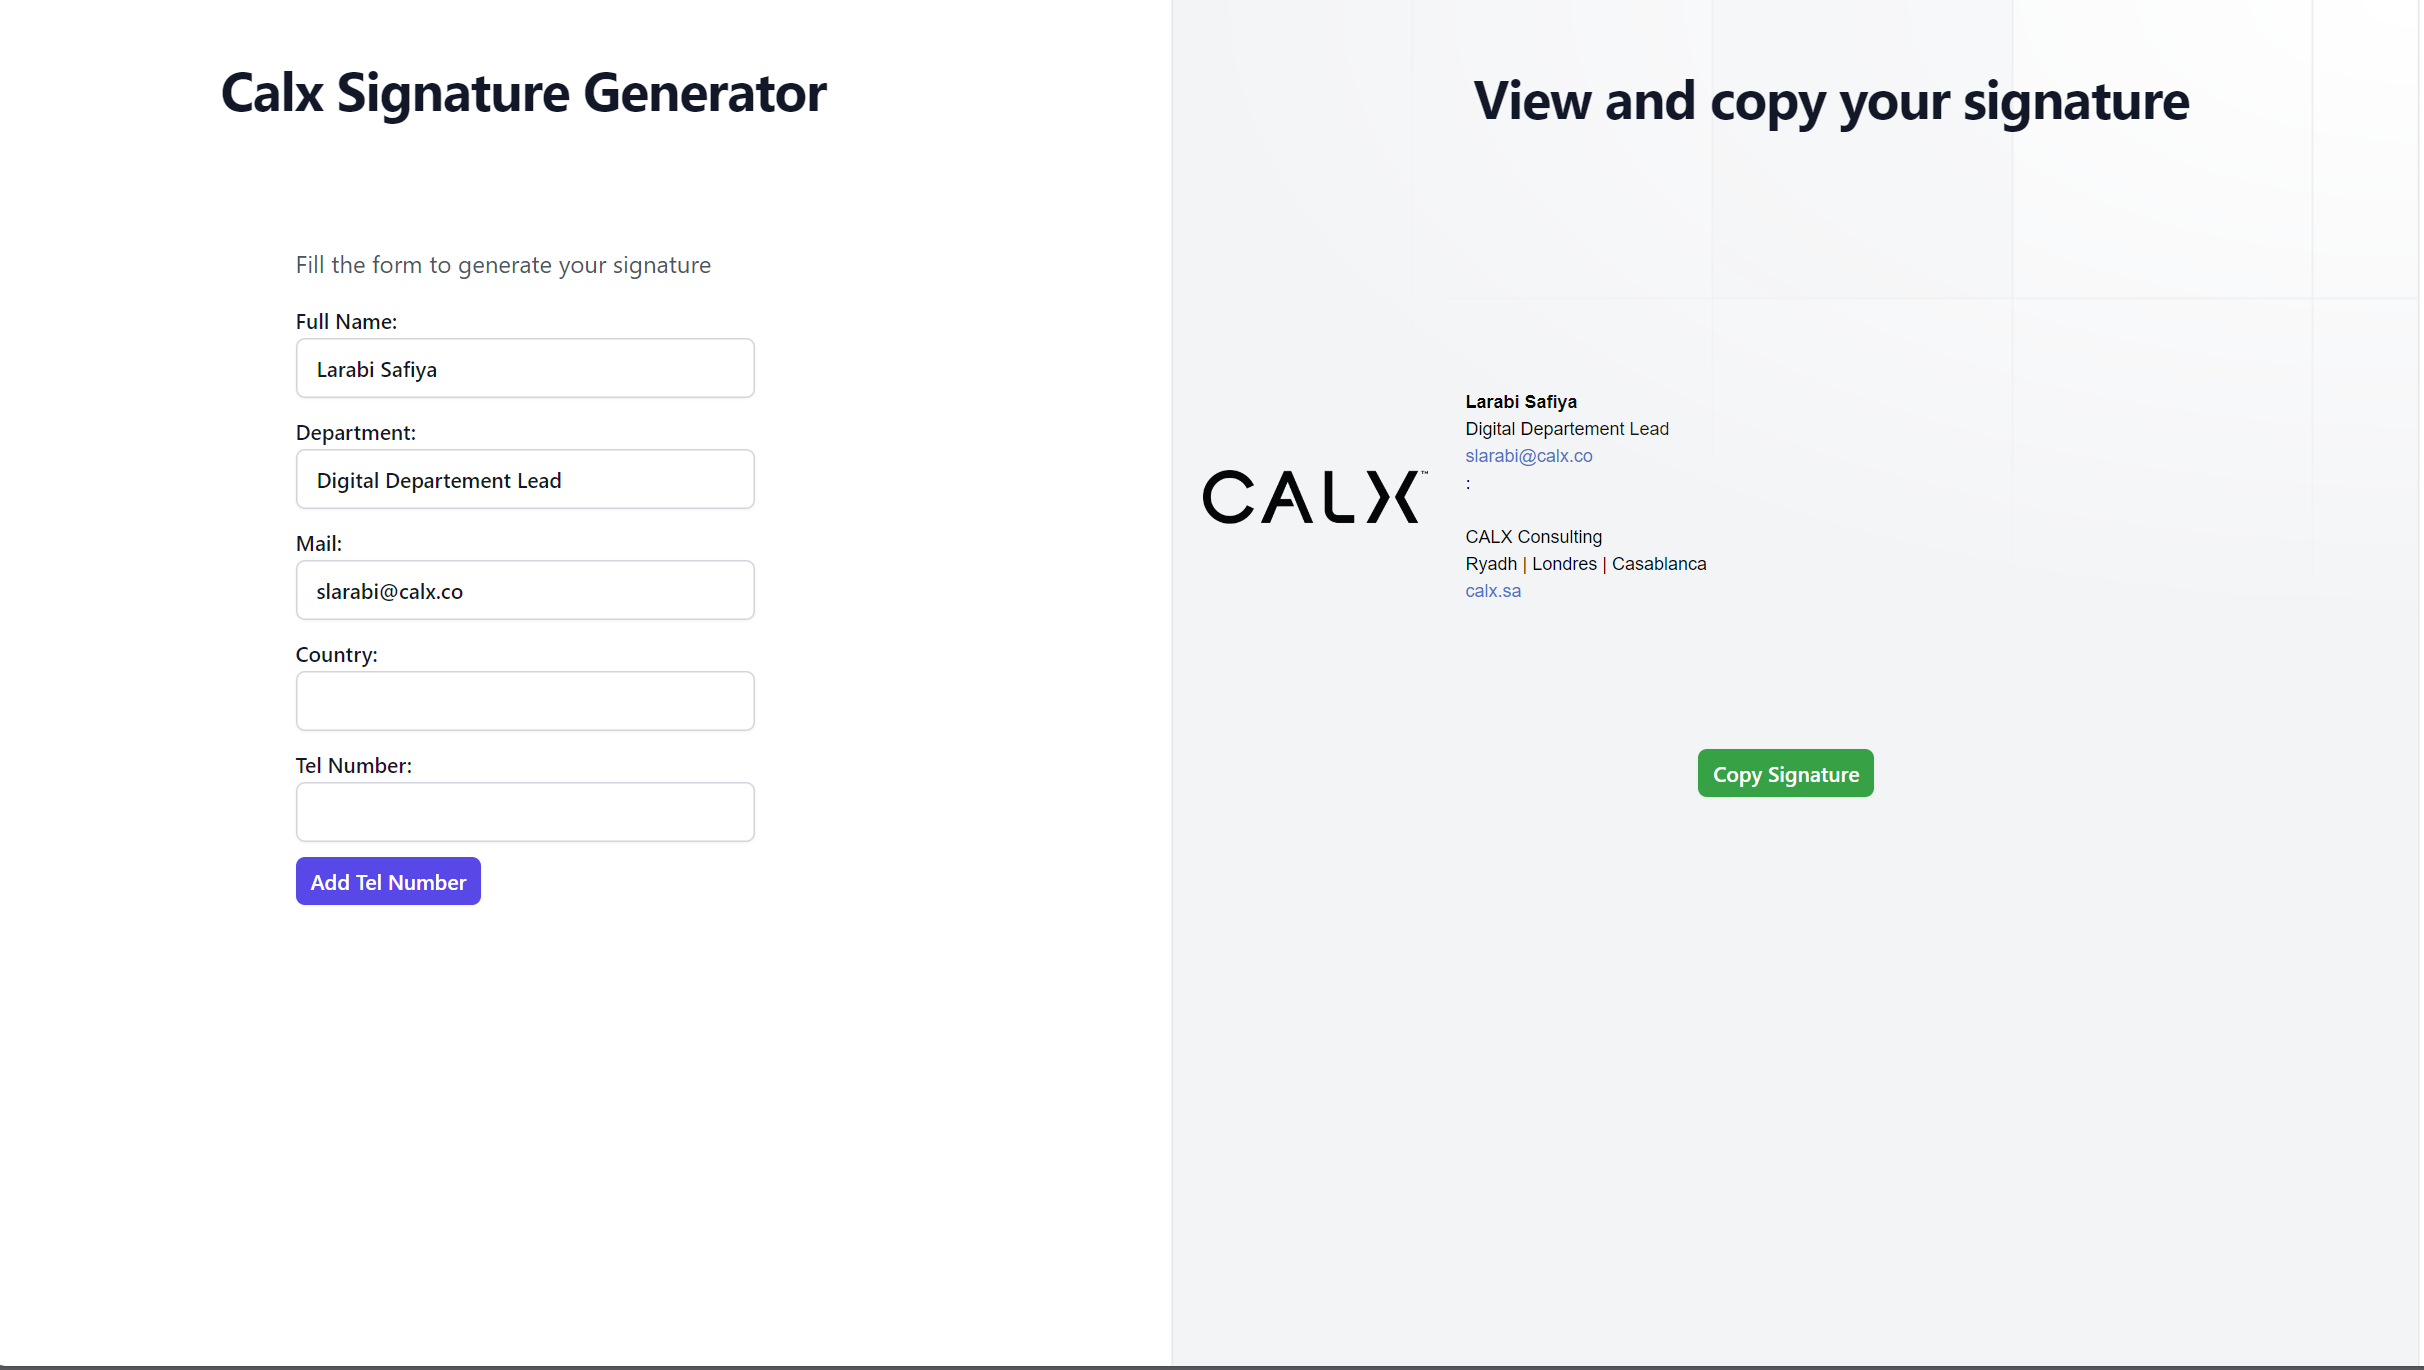 Calx Signature Generator
Fill the form to generate your signature
Full Name:
Larabi Safiya
Department:
Digital Departement Lead
Mail:
slarabi@calx.co
Country:
Tel Number:
Add Tel Number
View and copy your signature
CALX™
Larabi Safiya
Digital Departement Lead
slarabi@calx.co
:
CALX Consulting
Ryadh | Londres | Casablanca
calx.sa
Copy Signature